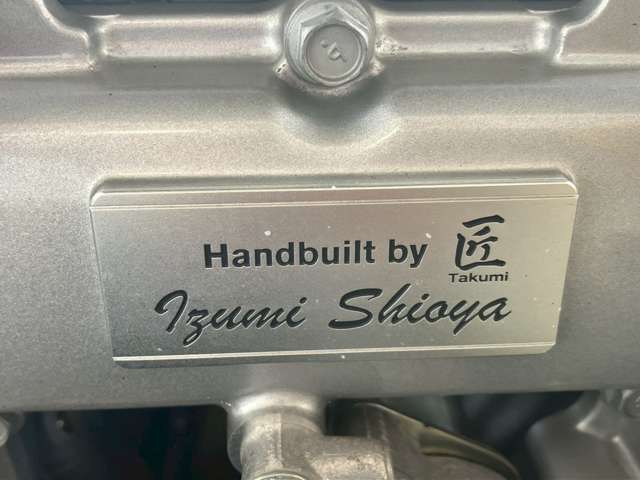 Handbuilt by 匠
Takumi
Izumi Shioya